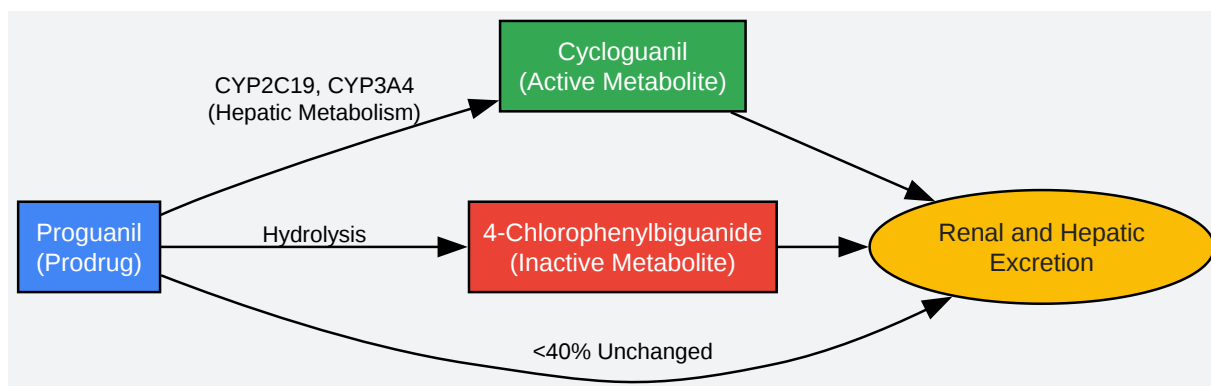 Cycloguanil
(Active Metabolite)
CYP2C19, CYP3A4
(Hepatic Metabolism)
Proguanil
(Prodrug)
Hydrolysis
4-Chlorophenylbiguanide
(Inactive Metabolite)
Renal and Hepatic
Excretion
<40% Unchanged